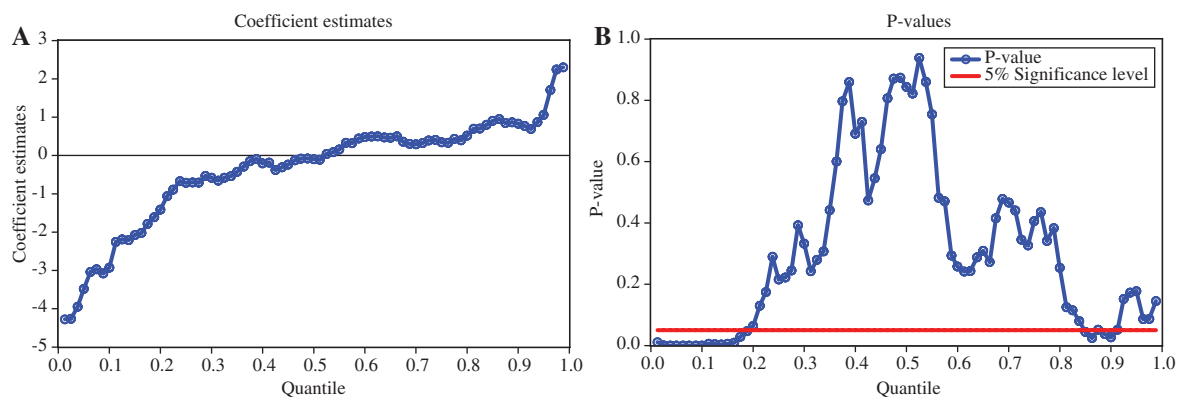 A
Coefficient estimates
Coefficient estimates
3
2
1
0
-1
-2
-3
-4
-5
0.0 0.1 0.2 0.3 0.4 0.5 0.6 0.7 0.8 0.9 1.0
Quantile
B
P-values
P-value
1.0
0.8
0.6
0.4
0.2
0.0
P-value
5% Significance level
0.0 0.1 0.2 0.3 0.4 0.5 0.6 0.7 0.8 0.9 1.0
Quantile